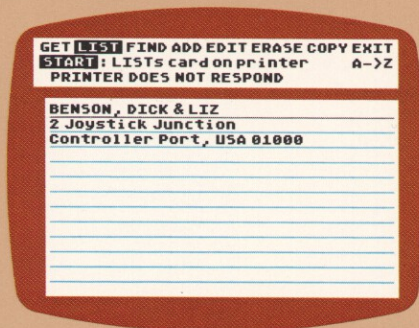 GET LIST FIND ADD EDIT ERASE COPY EXIT
START: LISTs card on printer A->Z
PRINTER DOES NOT RESPOND
BENSON, DICK & LIZ
2 Joystick Junction
Controller Port, USA 01000